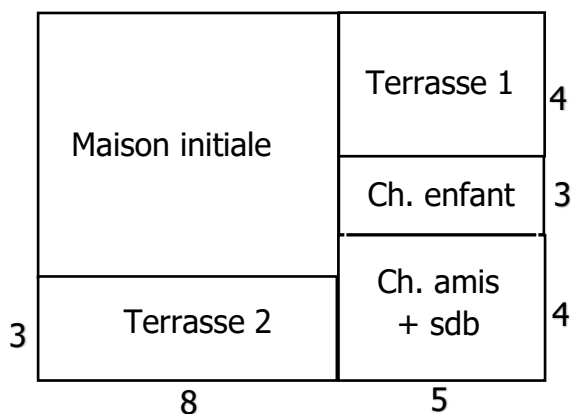 Terrasse 1
4
Maison initiale
Ch. enfant
3
Ch. amis
+ sdb
4
Terrasse 2
3
8
5